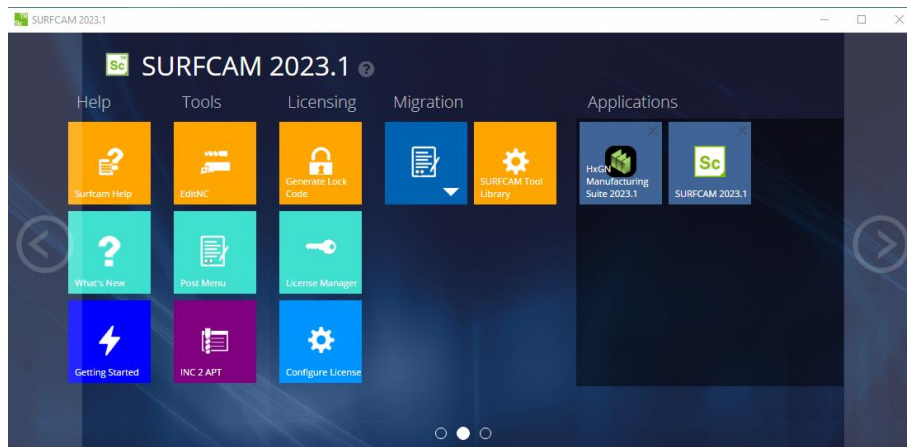 SURFCAM 2023.1
Sc SURFCAM 2023.1 ?
Help Tools Licensing Migration Applications
Surfcam Help
EditNC
Generate Lock
Code
SURFCAM Tool
Library
HxGN
Manufacturing
Suite 2023.1
Sc
SURFCAM 2023.1
What's New
Post Menu
License Manager
Getting Started
INC 2 APT
Configure License